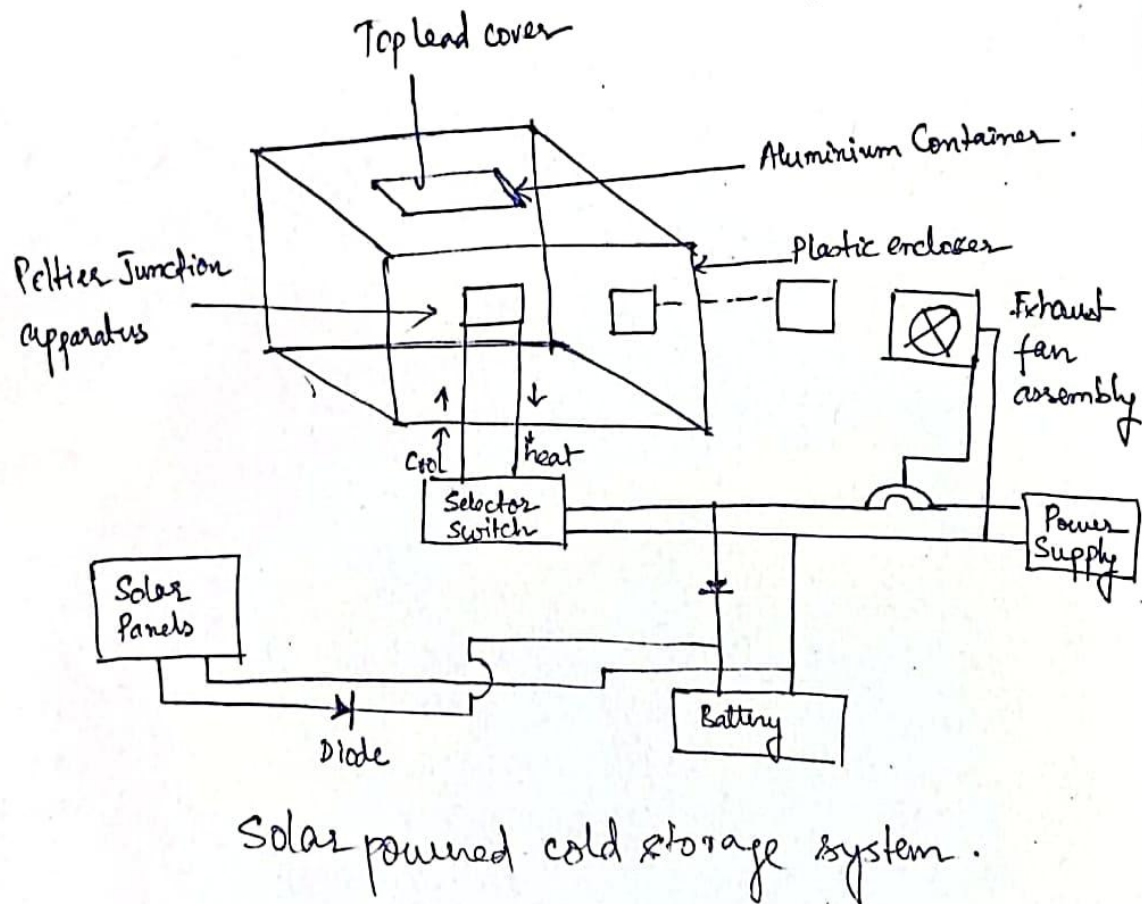 Top lead cover
Aluminium Container.
Plastic encloser
Peltier Junction
apparatus
Exhaust
fan
assembly
Cool
heat
Selector
Switch
Power
Supply
Solar
Panels
Diode
Battery
Solar powered cold storage system.